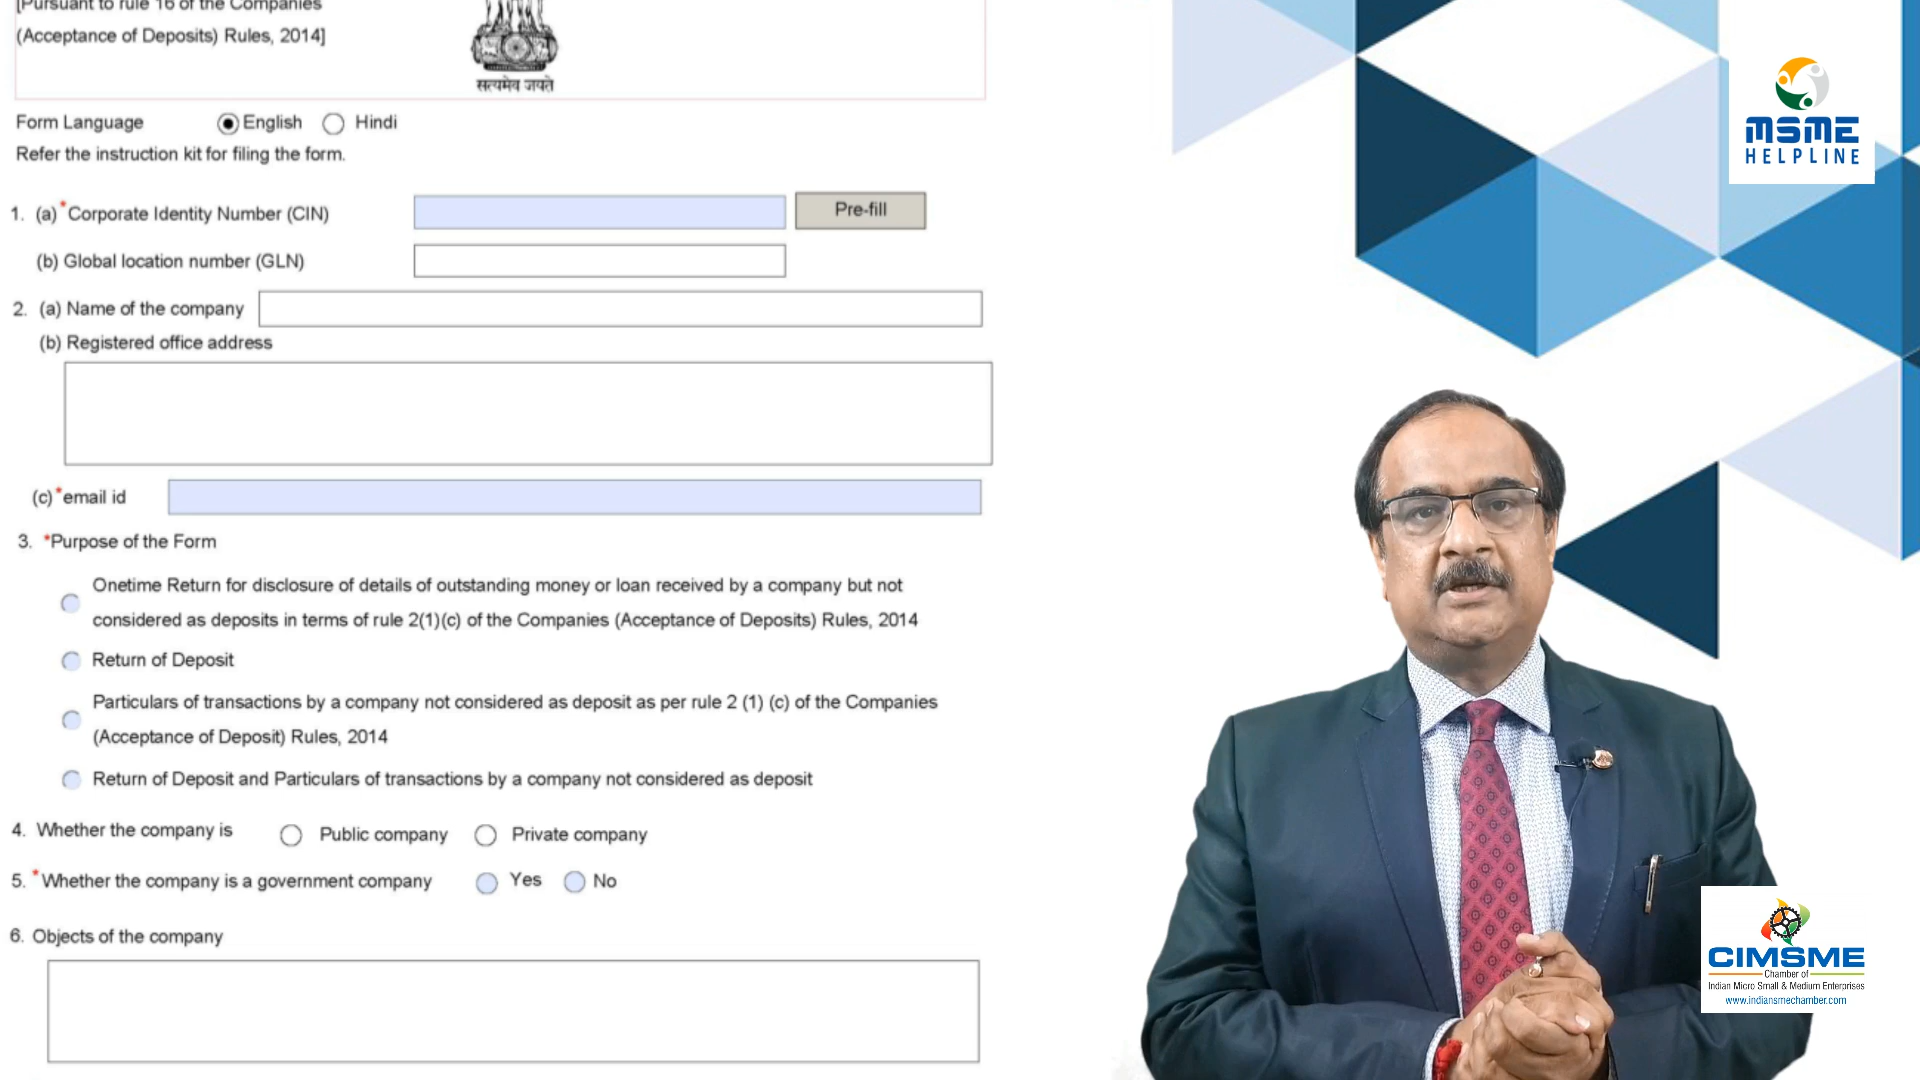 [Pursuant to rule 16 of the Companies
(Acceptance of Deposits) Rules, 2014]
सत्यमेव जयते
Form Language English Hindi
Refer the instruction kit for filing the form.
1. (a) *Corporate Identity Number (CIN) Pre-fill
(b) Global location number (GLN)
2. (a) Name of the company
(b) Registered office address
(c) *email id
3. *Purpose of the Form
Onetime Return for disclosure of details of outstanding money or loan received by a company but not
considered as deposits in terms of rule 2(1)(c) of the Companies (Acceptance of Deposits) Rules, 2014
Return of Deposit
Particulars of transactions by a company not considered as deposit as per rule 2 (1) (c) of the Companies
(Acceptance of Deposit) Rules, 2014
Return of Deposit and Particulars of transactions by a company not considered as deposit
4. Whether the company is Public company Private company
5. *Whether the company is a government company Yes No
6. Objects of the company
MSME
HELPLINE
CIMSME
Chamber of
Indian Micro Small & Medium Enterprises
www.indiansmechamber.com